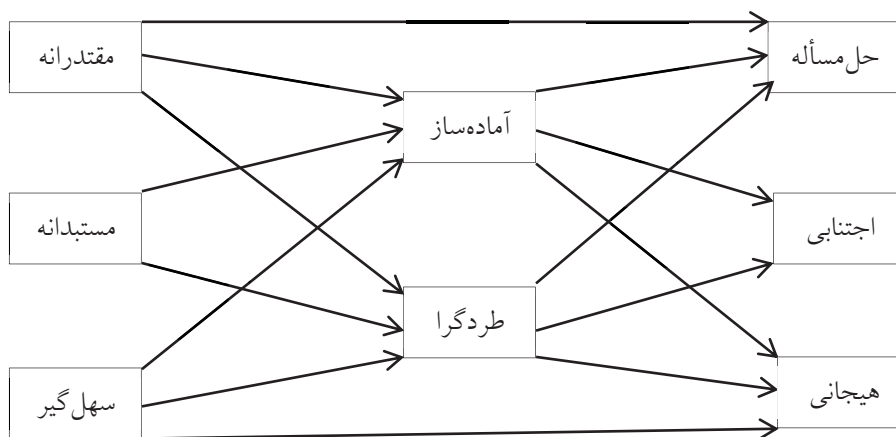 مقتدرانه
حل‌مسأله
آماده‌ساز
مستبدانه
اجتنابی
طردگرا
سهل‌گیر
هیجانی